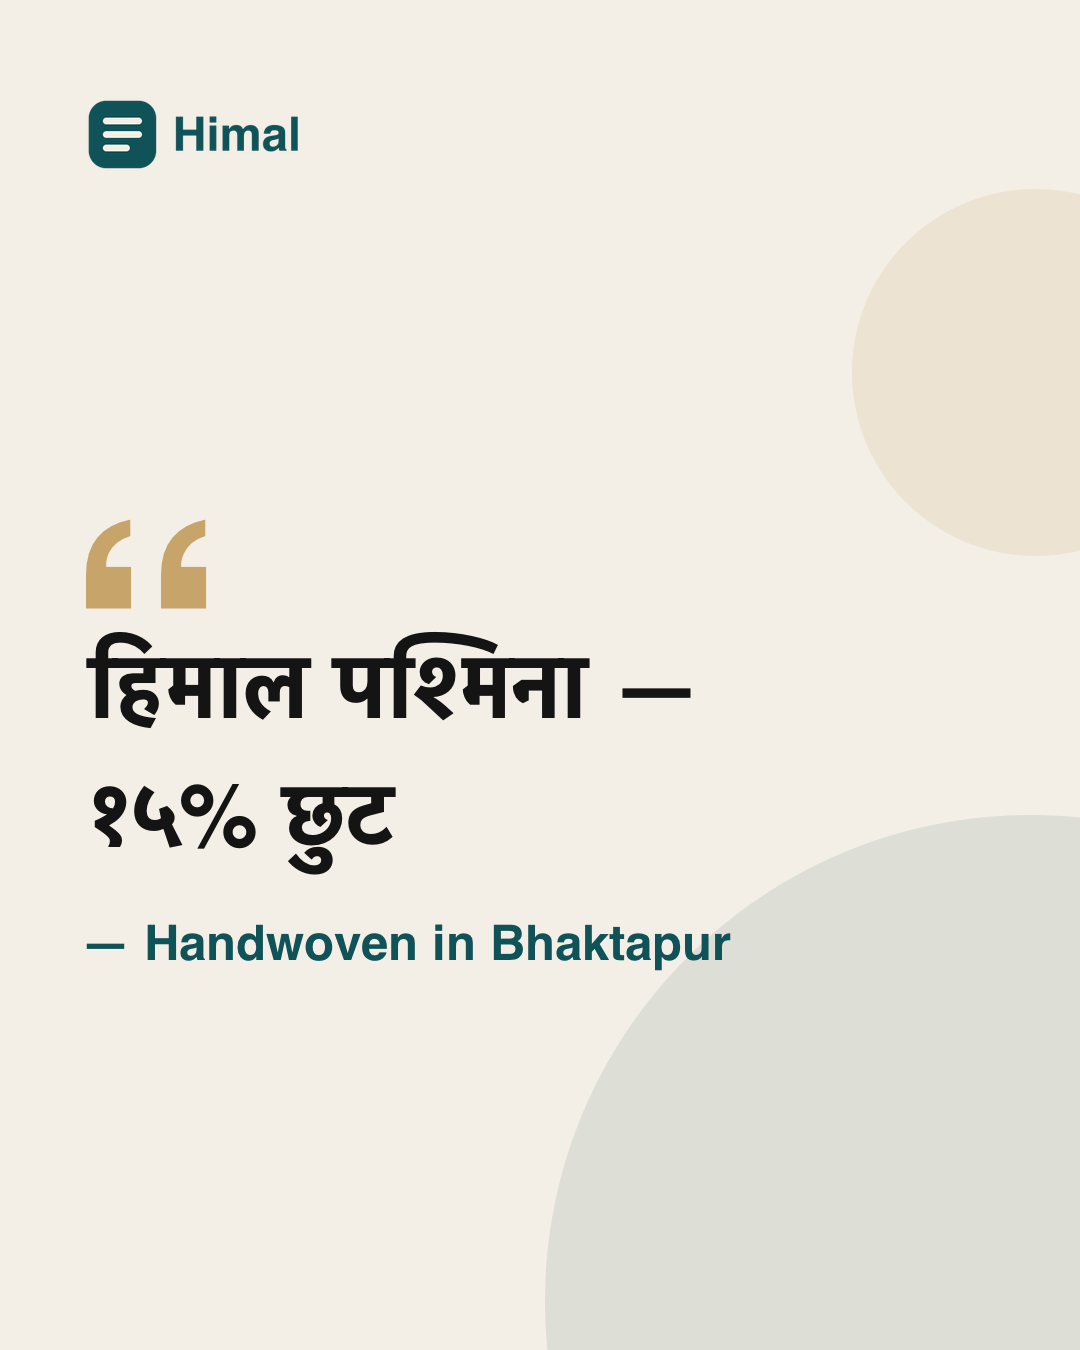 Himal
“
हिमाल पश्मिना —
१५% छुट
— Handwoven in Bhaktapur